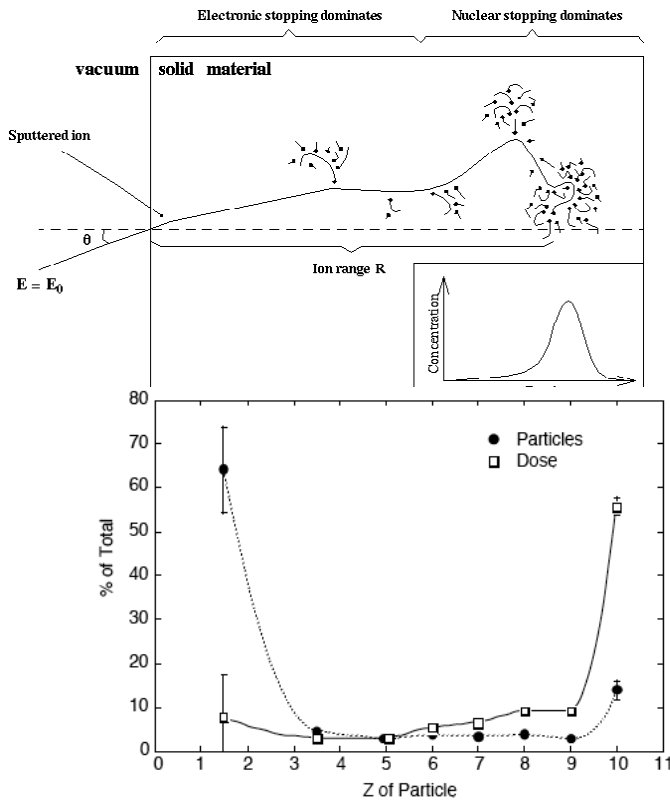 Electronic stopping dominates Nuclear stopping dominates
vacuum solid material
Sputtered ion
θ
E = E0
Ion range R
Concentration
80
70
60
50
40
30
20
10
0
% of Total
Particles
Dose
0 1 2 3 4 5 6 7 8 9 10 11
Z of Particle